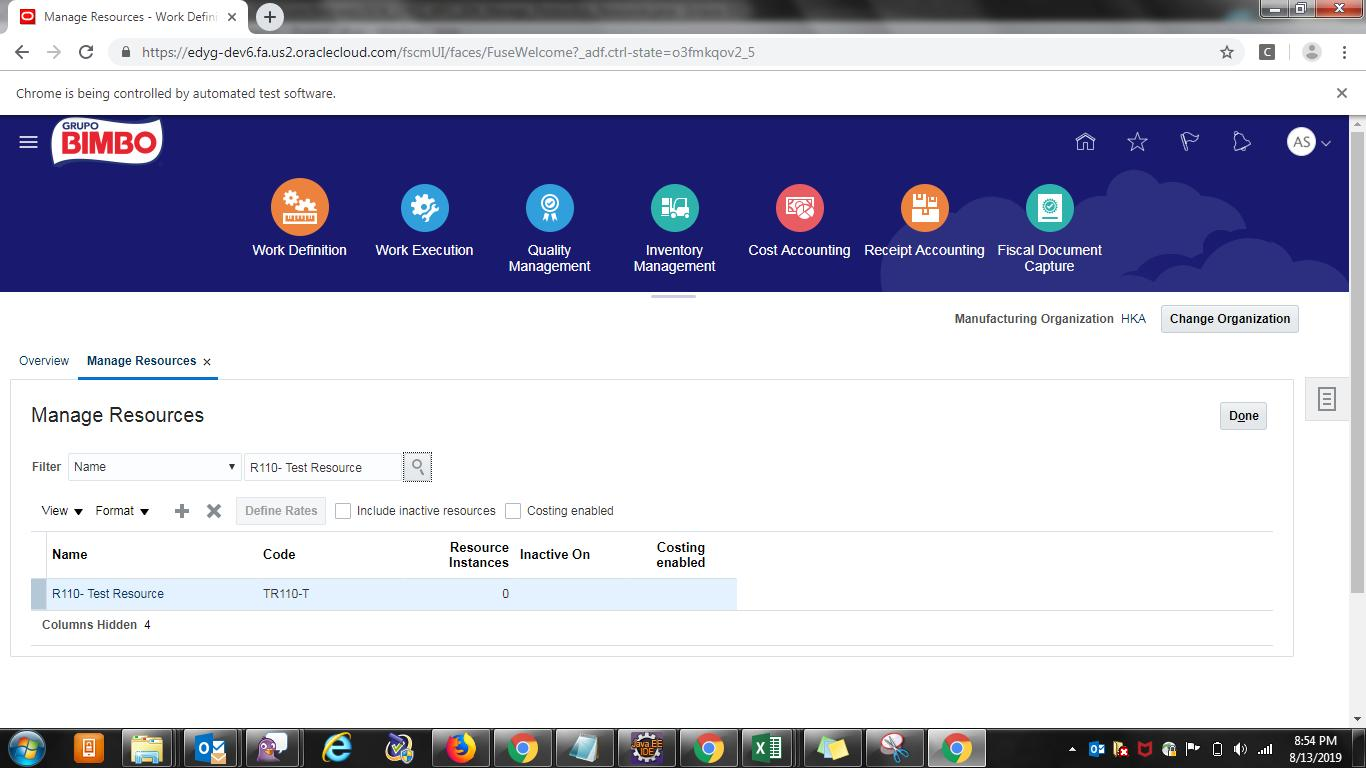 Manage Resources - Work Defini
https://edyg-dev6.fa.us2.oraclecloud.com/fscmUI/faces/FuseWelcome?_adf.ctrl-state=o3fmkqov2_5
C
Chrome is being controlled by automated test software.
GRUPO
BIMBO
AS
Work Definition
Work Execution
Quality
Management
Inventory
Management
Cost Accounting
Receipt Accounting
Fiscal Document
Capture
Manufacturing Organization HKA
Change Organization
Overview
Manage Resources
Manage Resources
Done
Filter
Name
R110- Test Resource
View
Format
Define Rates
Include inactive resources
Costing enabled
Name
Code
Resource
Instances
Inactive On
Costing
enabled
R110- Test Resource
TR110-T
0
Columns Hidden 4
Java EE
IDE
8:54 PM
8/13/2019